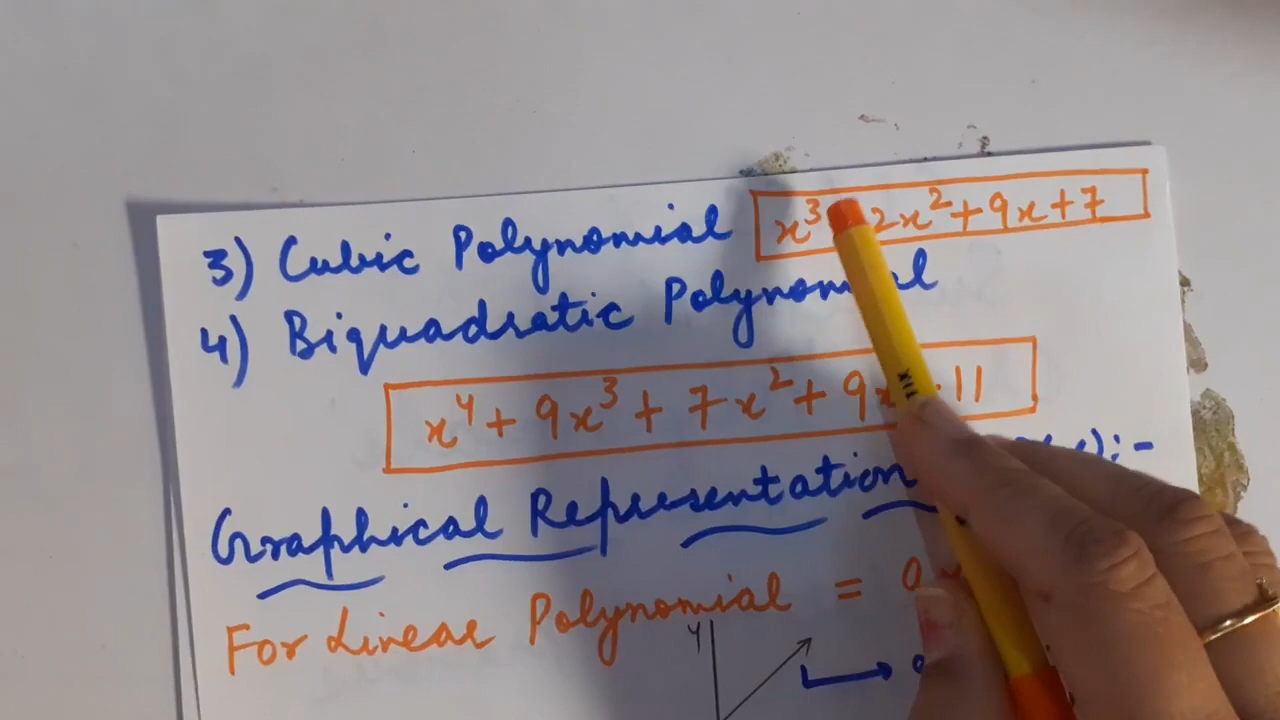 3) Cubic Polynomial x³ 2x² + 9x + 7
4) Biquadratic Polynomial
x⁴ + 9x³ + 7x² + 9x 11
Graphical Representation :-
For Linear Polynomial =
Y